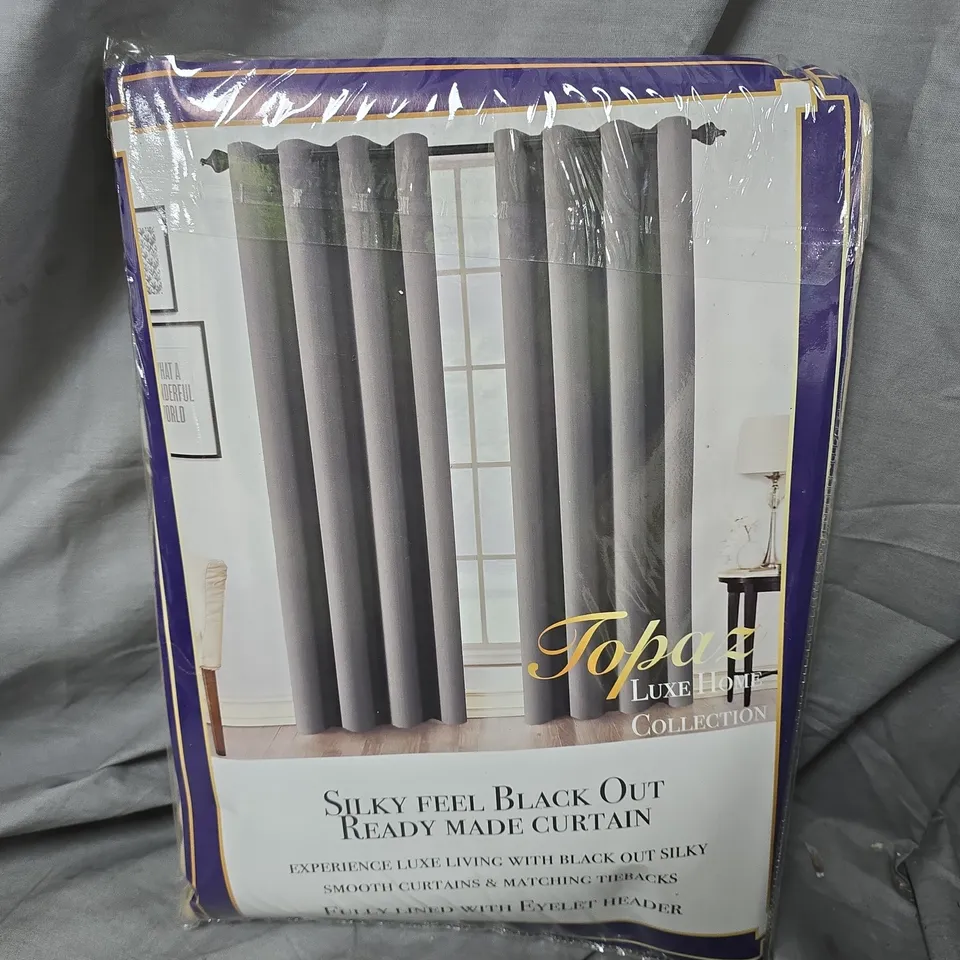 HAT A
NDERFUL
ORLD
Topaz
LUXE HOME
COLLECTION
SILKY FEEL BLACK OUT
READY MADE CURTAIN
EXPERIENCE LUXE LIVING WITH BLACK OUT SILKY
SMOOTH CURTAINS & MATCHING TIEBACKS
FULLY LINED WITH EYELET HEADER